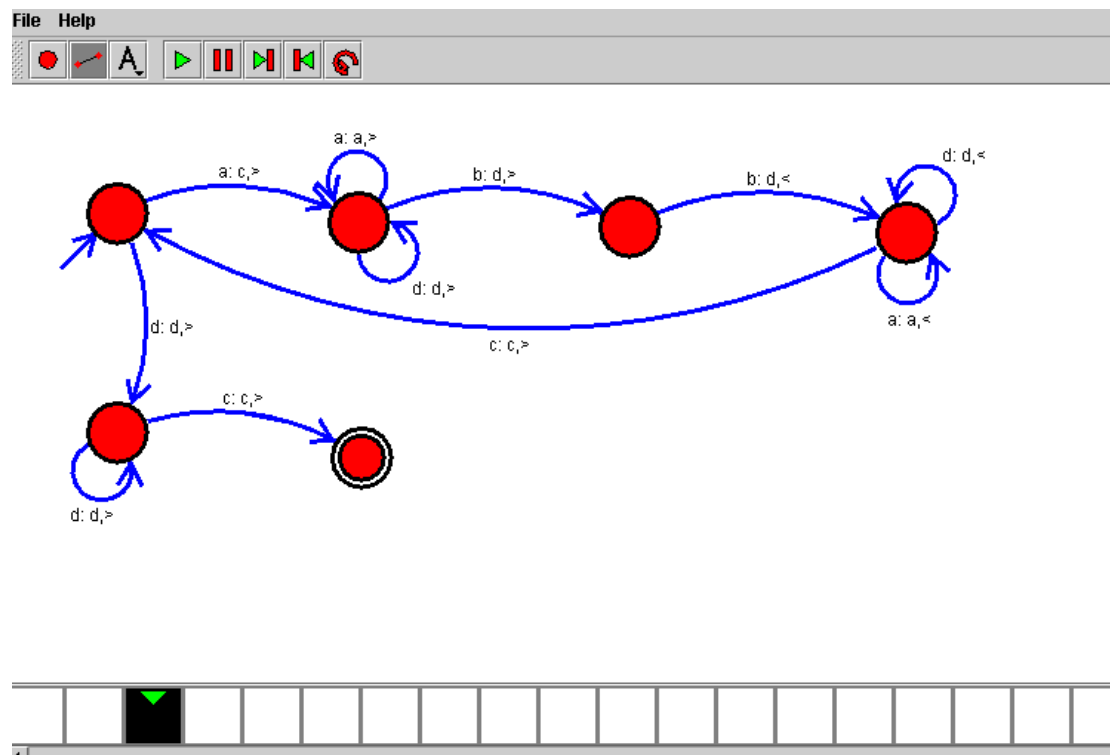 File Help
A
a: a,>
a: c,>
b: d,>
b: d,<
d: d,<
d: d,>
a: a,<
d: d,>
c: c,>
c: c,>
d: d,>